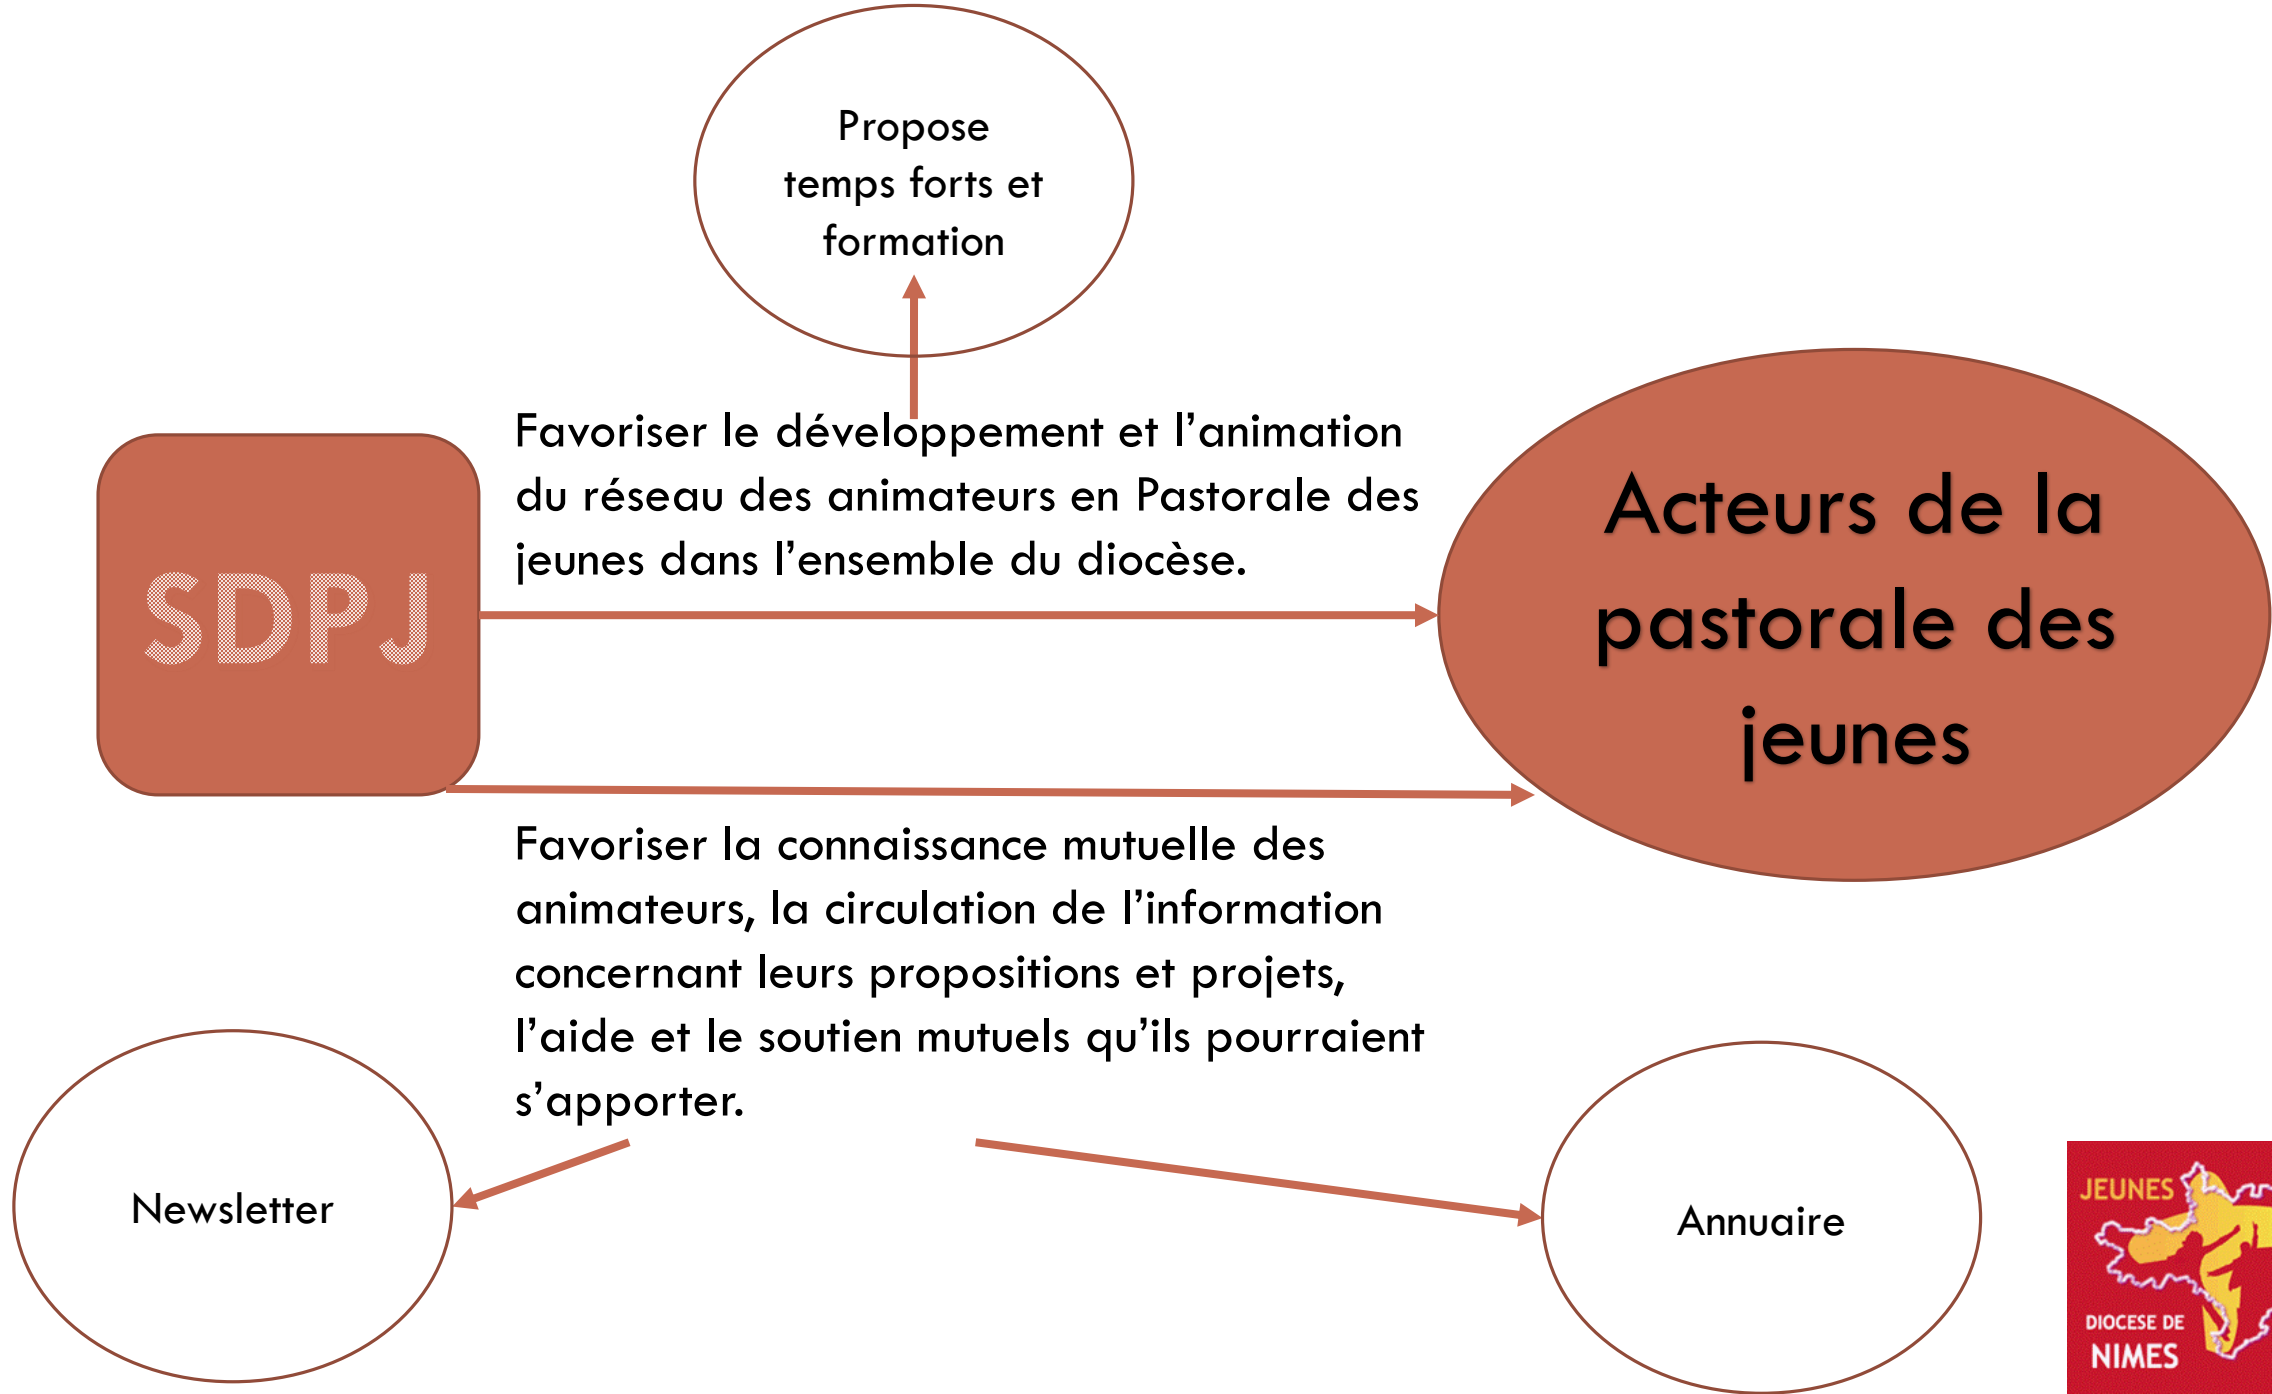 Propose
temps forts et
formation
Favoriser le développement et l’animation
du réseau des animateurs en Pastorale des
jeunes dans l’ensemble du diocèse.
SDPJ
Acteurs de la
pastorale des
jeunes
Favoriser la connaissance mutuelle des
animateurs, la circulation de l’information
concernant leurs propositions et projets,
l’aide et le soutien mutuels qu’ils pourraient
s’apporter.
Newsletter
Annuaire
JEUNES
DIOCESE DE
NIMES